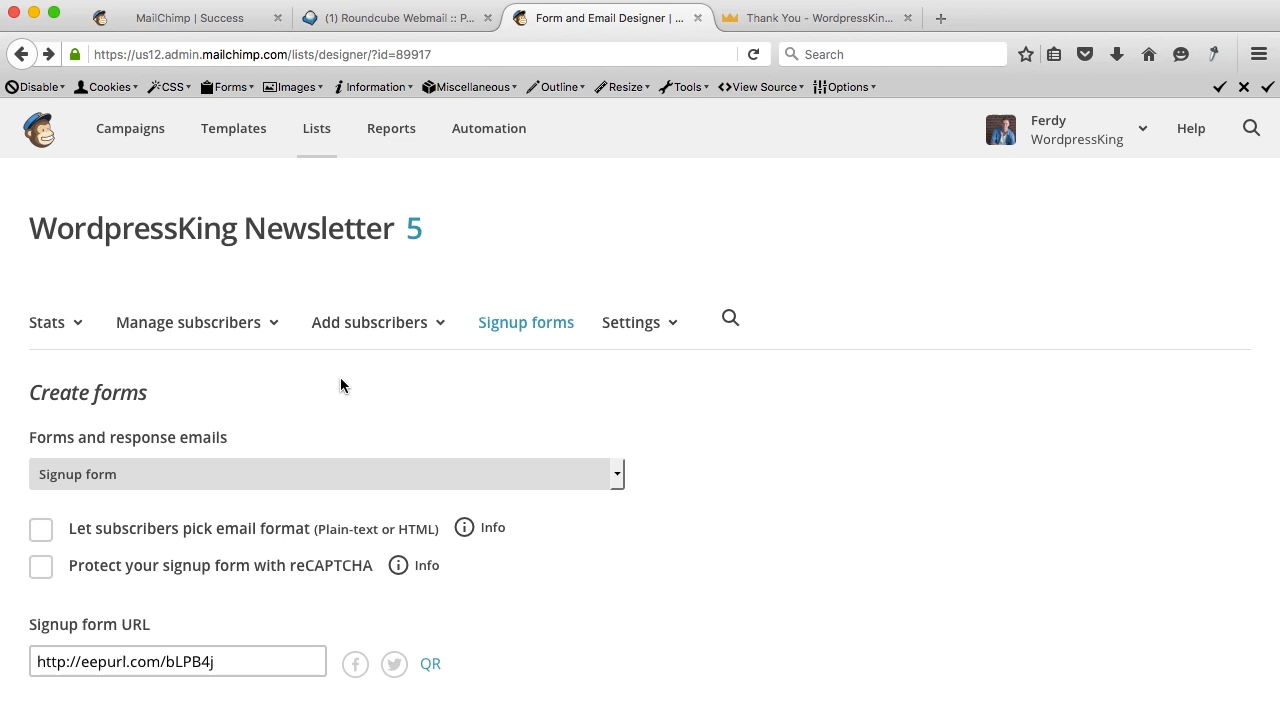 MailChimp | Success
(1) Roundcube Webmail :: P...
Form and Email Designer | ...
Thank You - WordpressKin...
https://us12.admin.mailchimp.com/lists/designer/?id=89917
Search
Disable
Cookies
CSS
Forms
Images
Information
Miscellaneous
Outline
Resize
Tools
View Source
Options
Campaigns
Templates
Lists
Reports
Automation
Ferdy
WordpressKing
Help
WordpressKing Newsletter 5
Stats
Manage subscribers
Add subscribers
Signup forms
Settings
Create forms
Forms and response emails
Signup form
Let subscribers pick email format (Plain-text or HTML)
Info
Protect your signup form with reCAPTCHA
Info
Signup form URL
http://eepurl.com/bLPB4j
QR